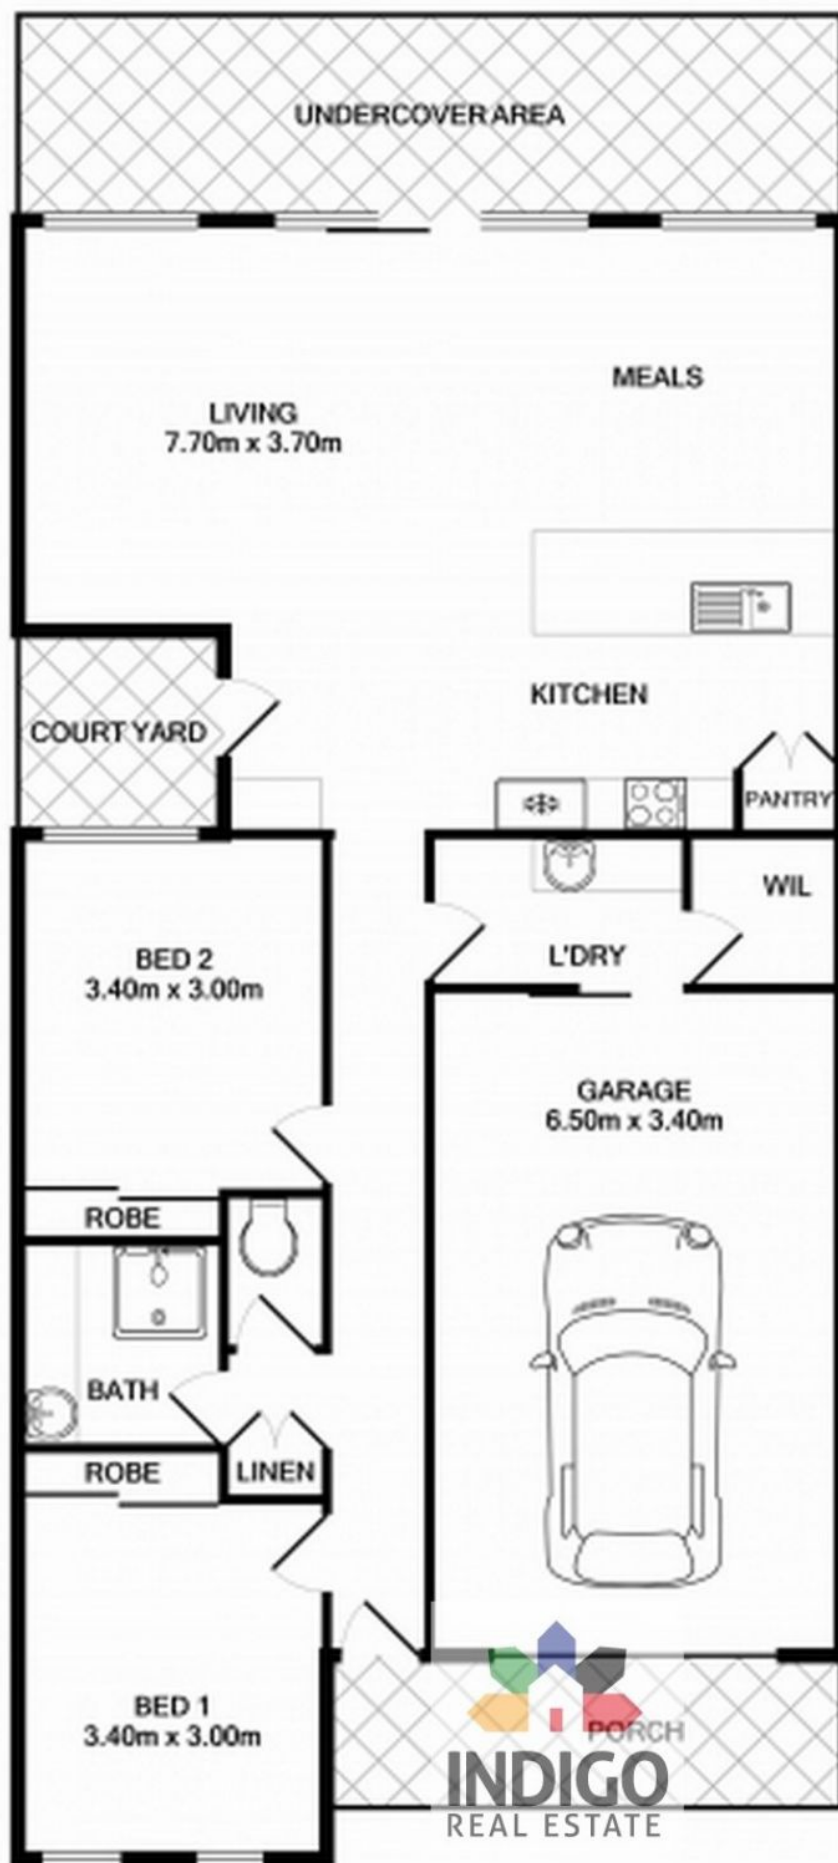 UNDERCOVER AREA
MEALS
LIVING
7.70m x 3.70m
KITCHEN
COURT YARD
PANTRY
WIL
BED 2
3.40m x 3.00m
L'DRY
GARAGE
6.50m x 3.40m
ROBE
BATH
ROBE
LINEN
BED 1
3.40m x 3.00m
PORCH
INDIGO
REAL ESTATE